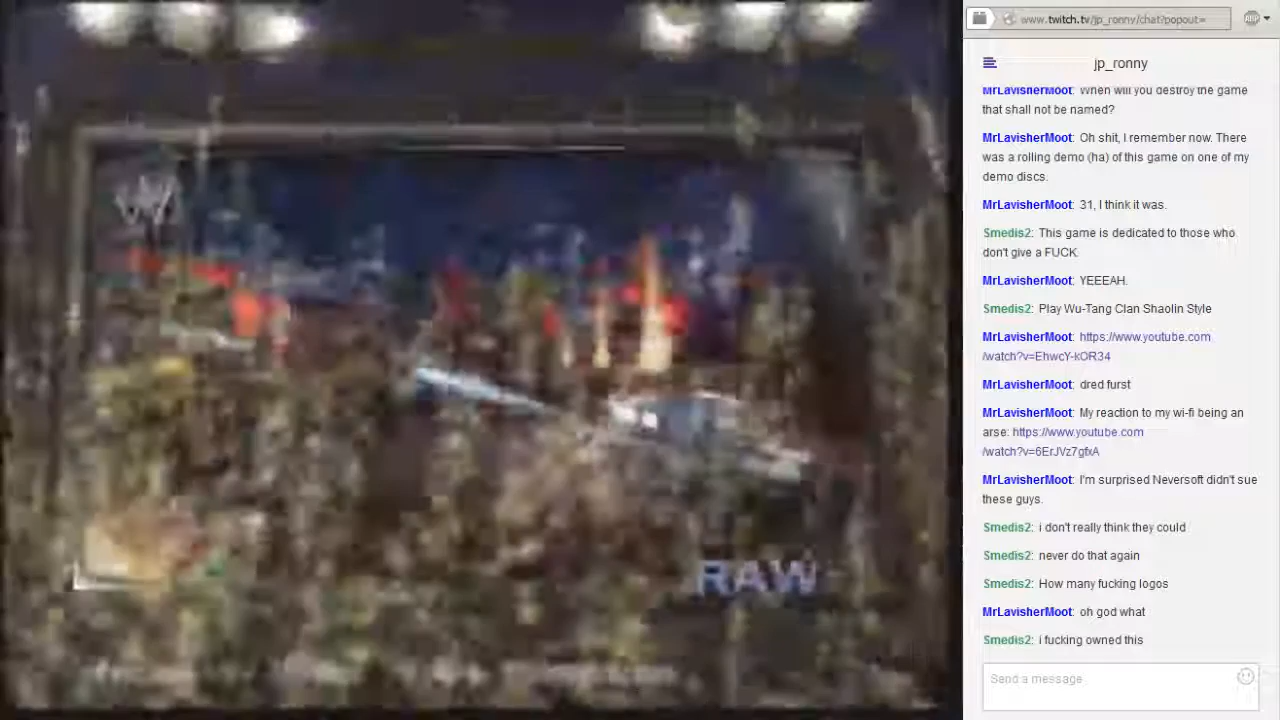 RAW
www.twitch.tv/jp_ronny/chat?popout=
ABP
jp_ronny
MrLavisherMoot: When will you destroy the game
that shall not be named?
MrLavisherMoot: Oh shit, I remember now. There
was a rolling demo (ha) of this game on one of my
demo discs.
MrLavisherMoot: 31, I think it was.
Smedis2: This game is dedicated to those who
don't give a FUCK.
MrLavisherMoot: YEEEAH.
Smedis2: Play Wu-Tang Clan Shaolin Style
MrLavisherMoot: https://www.youtube.com
/watch?v=EhwcY-kOR34
MrLavisherMoot: dred furst
MrLavisherMoot: My reaction to my wi-fi being an
arse: https://www.youtube.com
/watch?v=6ErJVz7gfxA
MrLavisherMoot: I'm surprised Neversoft didn't sue
these guys.
Smedis2: i don't really think they could
Smedis2: never do that again
Smedis2: How many fucking logos
MrLavisherMoot: oh god what
Smedis2: i fucking owned this
Send a message